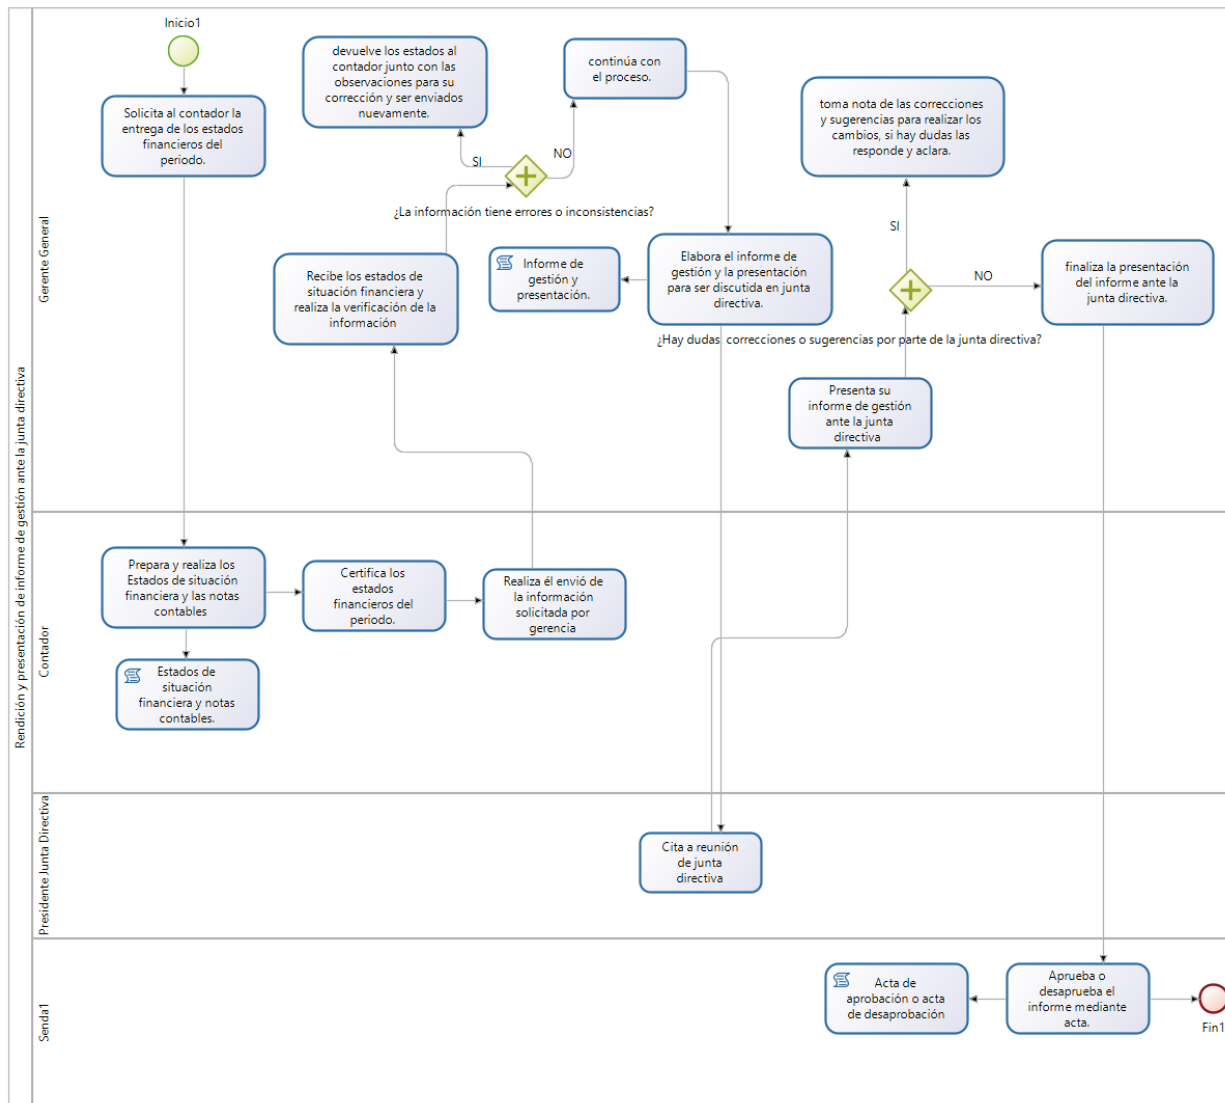 Rendición y presentación de informe de gestión ante la junta directiva
Gerente General
Inicio1
Solicita al contador la
entrega de los estados
financieros del
periodo.
devuelve los estados al
contador junto con las
observaciones para su
corrección y ser enviados
nuevamente.
continúa con
el proceso.
SI
NO
¿La información tiene errores o inconsistencias?
Recibe los estados de
situación financiera y
realiza la verificación de la
información
Informe de
gestión y
presentación.
Elabora el informe de
gestión y la presentación
para ser discutida en junta
directiva.
toma nota de las correcciones
y sugerencias para realizar los
cambios, si hay dudas las
responde y aclara.
SI
NO
finaliza la presentación
del informe ante la
junta directiva.
¿Hay dudas, correcciones o sugerencias por parte de la junta directiva?
Presenta su
informe de gestión
ante la junta
directiva
Contador
Prepara y realiza los
Estados de situación
financiera y las notas
contables
Certifica los
estados
financieros del
periodo.
Realiza él envió de
la información
solicitada por
gerencia
Estados de
situación
financiera y notas
contables.
Presidente Junta Directiva
Cita a reunión
de junta
directiva
Senda1
Acta de
aprobación o acta
de desaprobación
Aprueba o
desaprueba el
informe mediante
acta.
Fin1